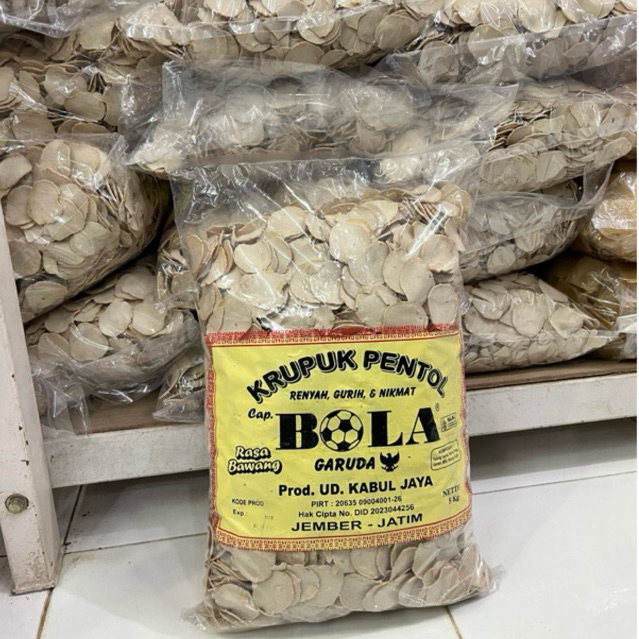 KRUPUK PENTOL
RENYAH, GURIH, & NIKMAT
Cap.
BOLA
GARUDA
Rasa
Bawang
Prod. UD. KABUL JAYA
PIRT : 20635 09004001-26
Hak Cipta No. DID 2023044256
JEMBER - JATIM
KODE PROD
Exp :
NETTO
5 Kg